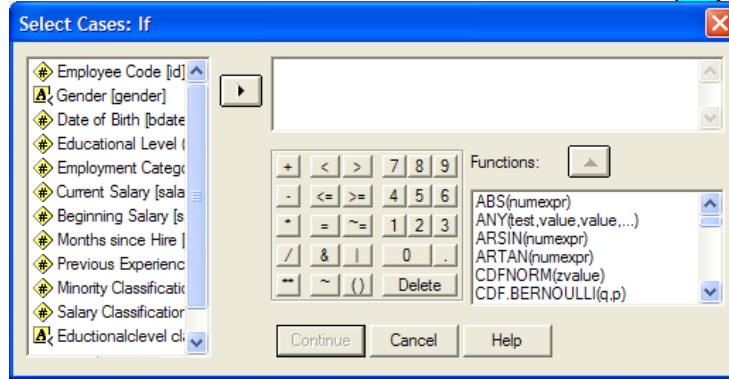 Select Cases: If
Employee Code [id]
Gender [gender]
Date of Birth [bdate
Educational Level (
Employment Catego
Current Salary [sala
Beginning Salary [s
Months since Hire [
Previous Experienc
Minority Classificatio
Salary Classification
Eductionalclevel cla
+ < > 7 8 9
- <= >= 4 5 6
* = ~= 1 2 3
/ & | 0 .
** ~ () Delete
Functions:
ABS(numexpr)
ANY(test,value,value,...)
ARSIN(numexpr)
ARTAN(numexpr)
CDFNORM(zvalue)
CDF.BERNOULLI(q,p)
Continue Cancel Help